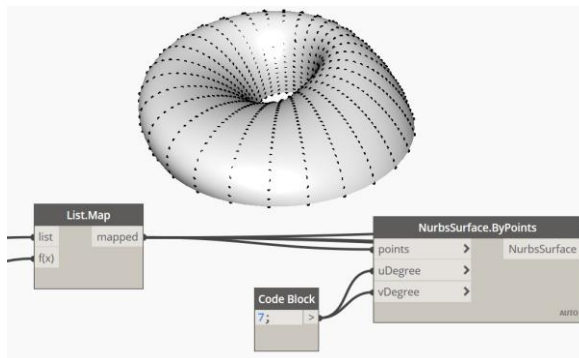 List.Map
list mapped
f(x)
NurbsSurface.ByPoints
points > NurbsSurface
uDegree >
vDegree >
AUTO
Code Block
7; >